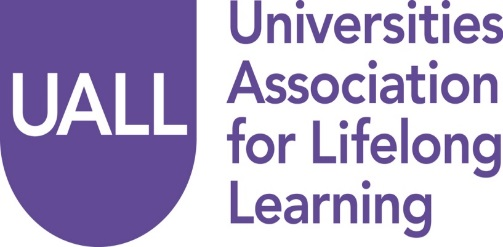 UALL
Universities
Association
for Lifelong
Learning